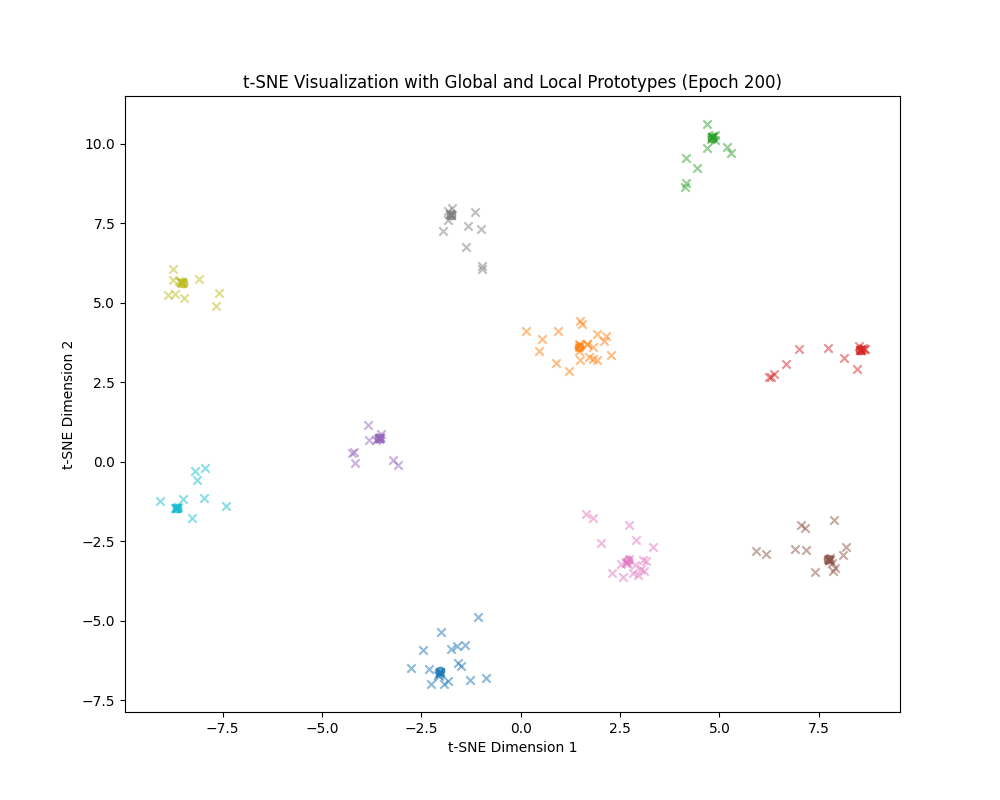 t-SNE Visualization with Global and Local Prototypes (Epoch 200)
t-SNE Dimension 2
10.0
7.5
5.0
2.5
0.0
−2.5
−5.0
−7.5
−7.5 −5.0 −2.5 0.0 2.5 5.0 7.5
t-SNE Dimension 1